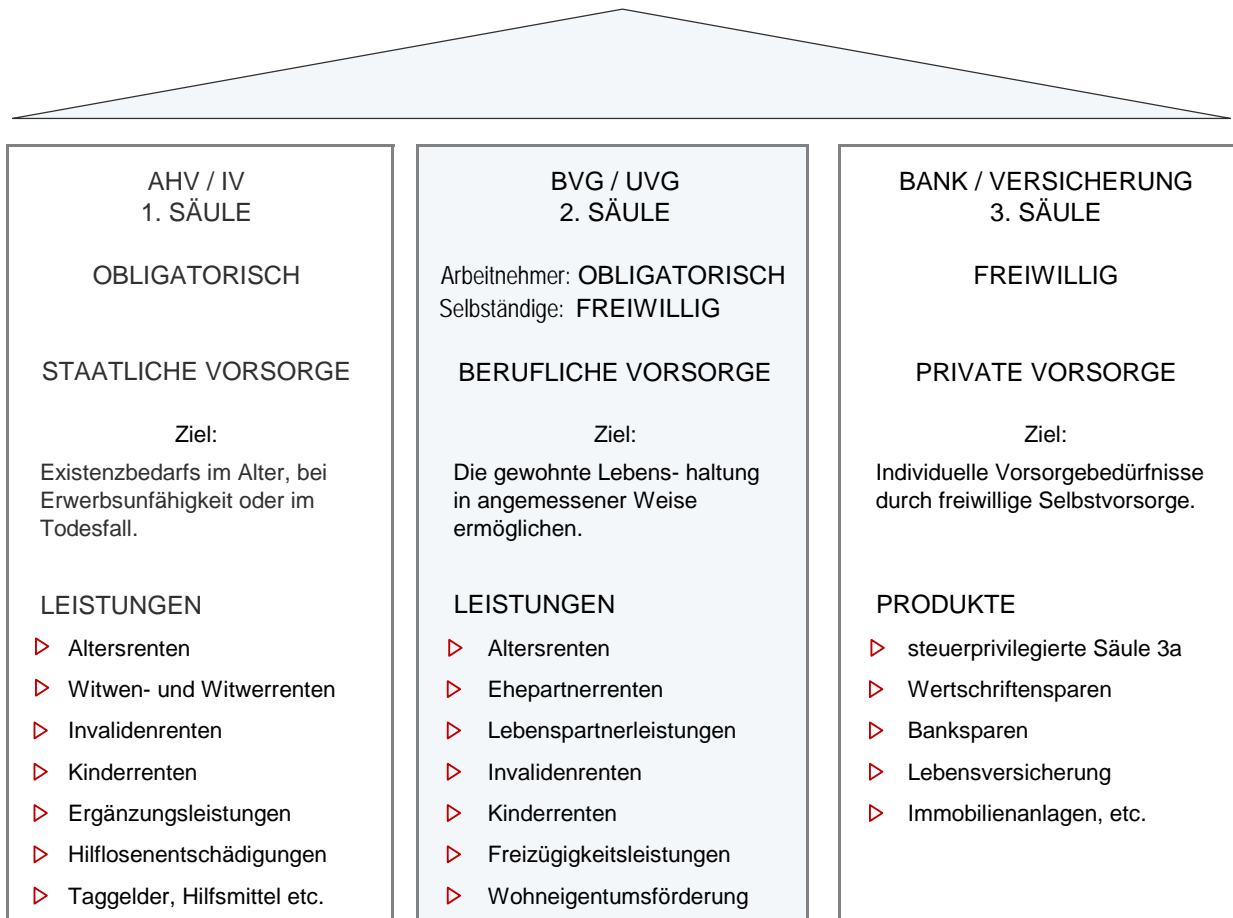 AHV / IV
1. SÄULE
OBLIGATORISCH
STAATLICHE VORSORGE
Ziel:
Existenzbedarfs im Alter, bei
Erwerbsunfähigkeit oder im
Todesfall.
LEISTUNGEN
Altersrenten
Witwen- und Witwerrenten
Invalidenrenten
Kinderrenten
Ergänzungsleistungen
Hilflosenentschädigungen
Taggelder, Hilfsmittel etc.
BVG / UVG
2. SÄULE
Arbeitnehmer: OBLIGATORISCH
Selbständige: FREIWILLIG
BERUFLICHE VORSORGE
Ziel:
Die gewohnte Lebens- haltung
in angemessener Weise
ermöglichen.
LEISTUNGEN
Altersrenten
Ehepartnerrenten
Lebenspartnerleistungen
Invalidenrenten
Kinderrenten
Freizügigkeitsleistungen
Wohneigentumsförderung
BANK / VERSICHERUNG
3. SÄULE
FREIWILLIG
PRIVATE VORSORGE
Ziel:
Individuelle Vorsorgebedürfnisse
durch freiwillige Selbstvorsorge.
PRODUKTE
steuerprivilegierte Säule 3a
Wertschriftensparen
Banksparen
Lebensversicherung
Immobilienanlagen, etc.